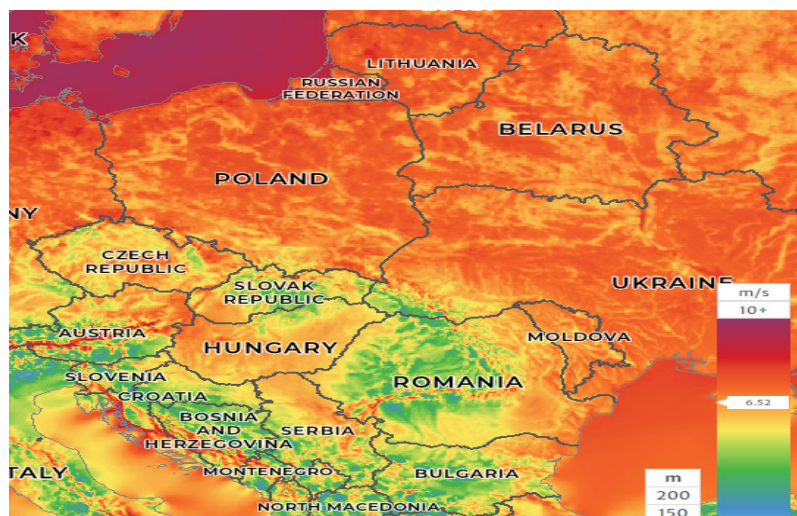 K
LITHUANIA
RUSSIAN
FEDERATION
BELARUS
POLAND
NY
CZECH
REPUBLIC
SLOVAK
REPUBLIC
UKRAINE
m/s
10+
AUSTRIA
HUNGARY
MOLDOVA
SLOVENIA
ROMANIA
CROATIA
6.52
BOSNIA
AND
HERZEGOVINA
SERBIA
TALY
MONTENEGRO
BULGARIA
m
200
150
NORTH MACEDONIA